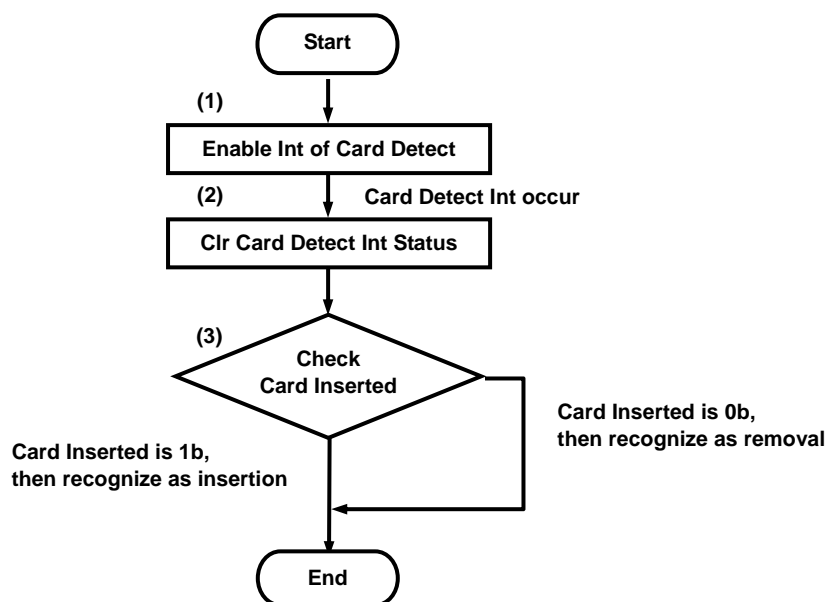 Start
(1)
Enable Int of Card Detect
(2)
Card Detect Int occur
Clr Card Detect Int Status
(3)
Check
Card Inserted
Card Inserted is 0b,
then recognize as removal
Card Inserted is 1b,
then recognize as insertion
End